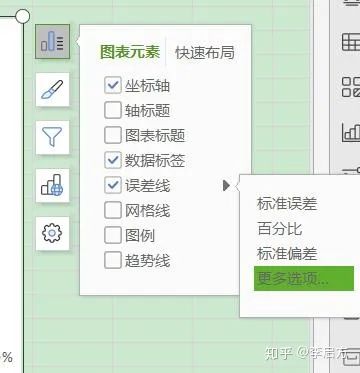 图表元素 快速布局
坐标轴
轴标题
图表标题
数据标签
误差线
网格线
图例
趋势线
标准误差
百分比
标准偏差
更多选项...
%
知乎 @李启方